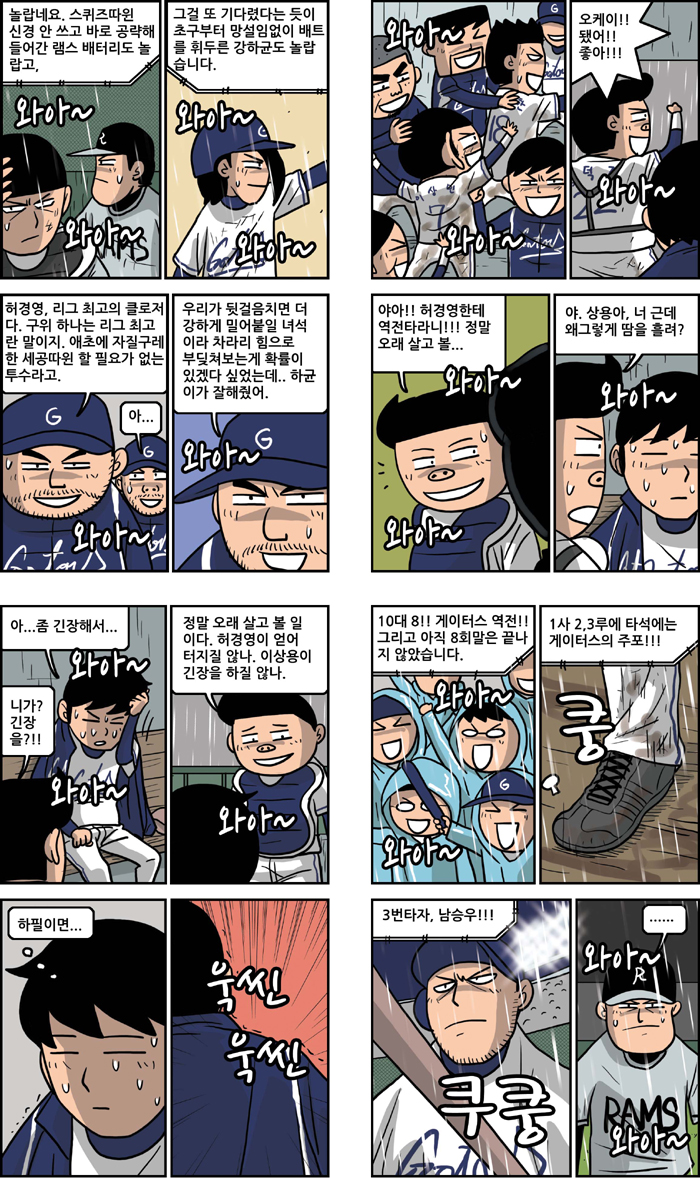 놀랍네요. 스퀴즈따윈
신경 안 쓰고 바로 공략해
들어간 램스 배터리도 놀
랍고,
와아~
와아~
그걸 또 기다렸다는 듯이
초구부터 망설임없이 배트
를 휘두른 강하균도 놀랍
습니다.
와아~
와아~
허경영, 리그 최고의 클로저
다. 구위 하나는 리그 최고
란 말이지. 애초에 자질구레
한 세공따윈 할 필요가 없는
투수라고.
G
아...
와아~
Gators
우리가 뒷걸음치면 더
강하게 밀어붙일 녀석
이라 차라리 힘으로
부딪쳐보는게 확률이
있겠다 싶었는데.. 하균
이가 잘해줬어.
와아~
G
와아~
18
이상민
7
와아~
Gators
오케이!!
됐어!!
좋아!!!
덕
22
와아~
야아!! 허경영한테
역전타라니!!! 정말
오래 살고 볼...
와아~
와아~
야. 상용아, 너 근데
왜그렇게 땀을 흘려?
와아~
아...좀 긴장해서...
와아~
니가?
긴장
을?!!
와아~
정말 오래 살고 볼 일
이다. 허경영이 얻어
터지질 않나. 이상용이
긴장을 하질 않나.
와아~
하필이면...
욱씬
욱씬
10대 8!! 게이터스 역전!!
그리고 아직 8회말은 끝나
지 않았습니다.
와아~
G
와아~
1사 2,3루에 타석에는
게이터스의 주포!!!
쿵
3번타자, 남승우!!!
쿠쿵
......
와아~
R
RAMS
와아~